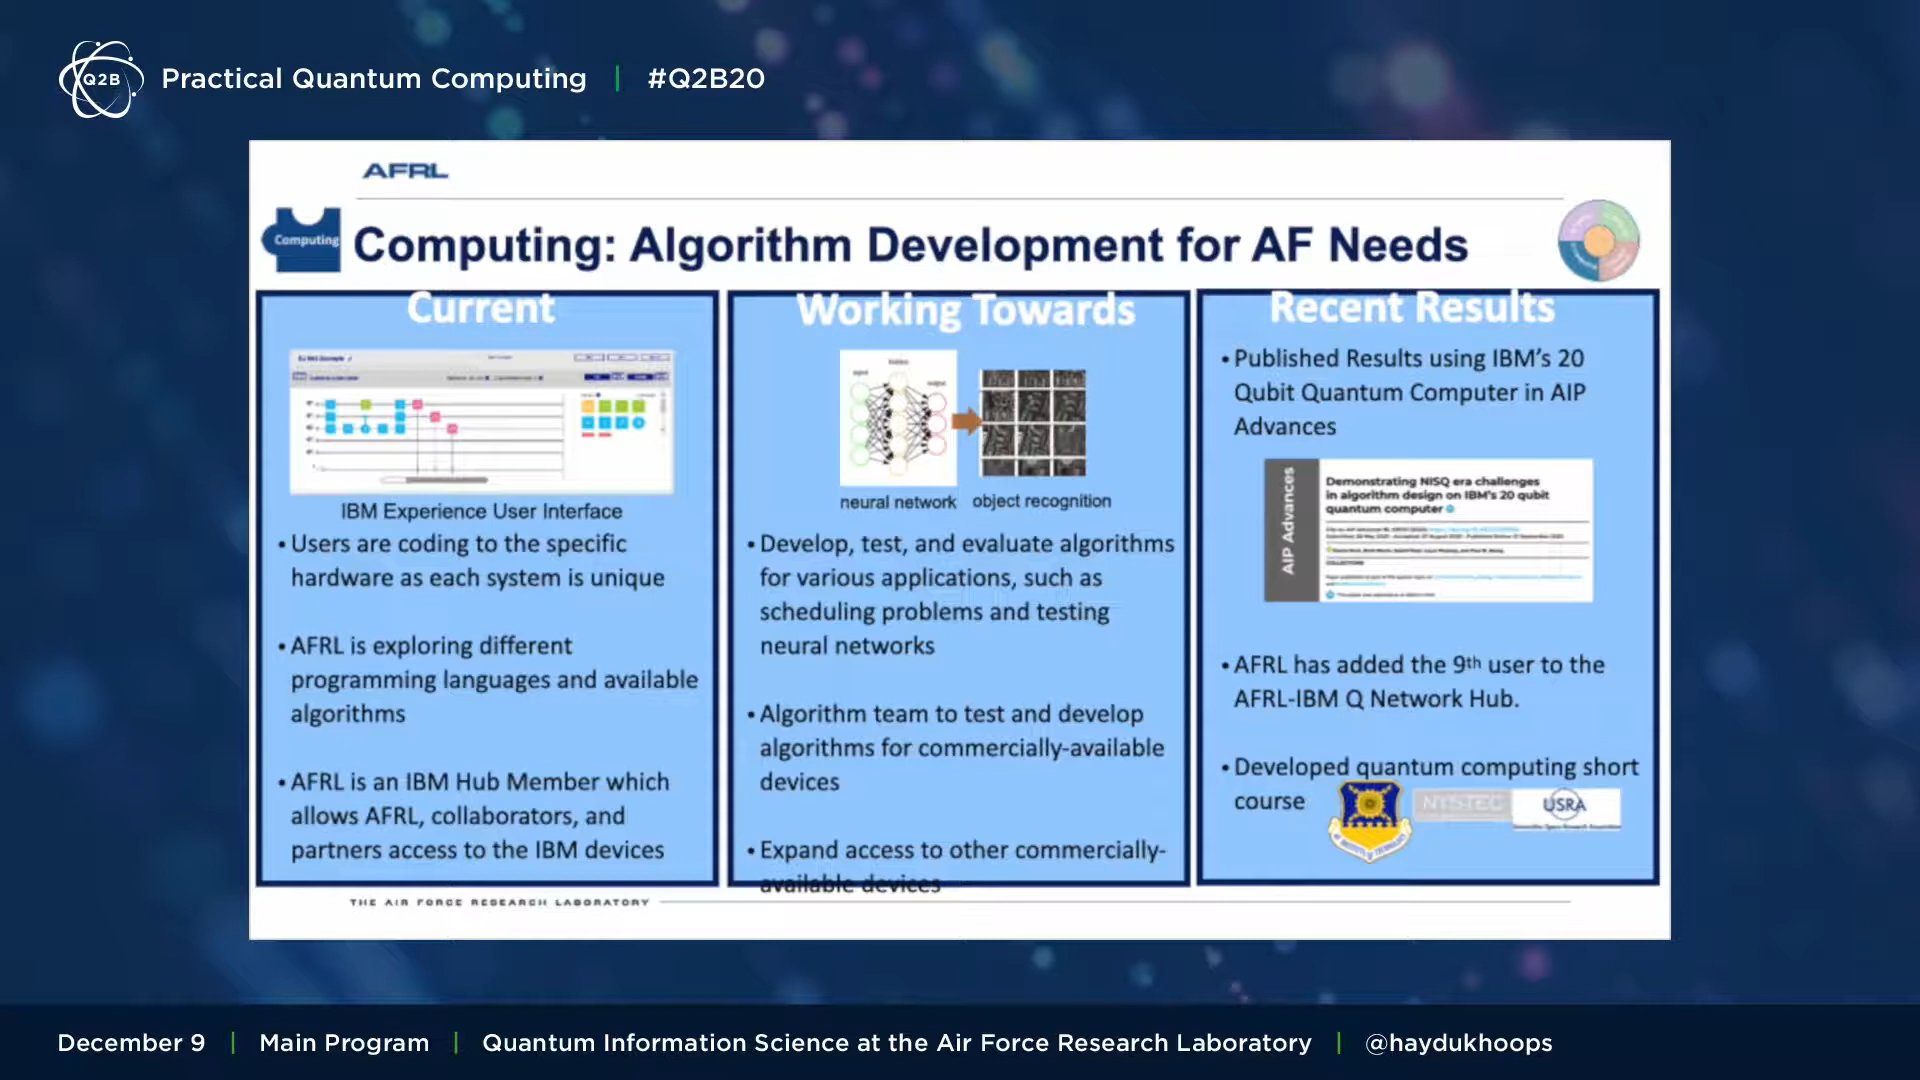 Q2B
Practical Quantum Computing | #Q2B20
AFRL
Computing
Computing: Algorithm Development for AF Needs
Current
IBM Experience User Interface
• Users are coding to the specific
hardware as each system is unique
• AFRL is exploring different
programming languages and available
algorithms
• AFRL is an IBM Hub Member which
allows AFRL, collaborators, and
partners access to the IBM devices
Working Towards
input
hidden
output
neural network
object recognition
• Develop, test, and evaluate algorithms
for various applications, such as
scheduling problems and testing
neural networks
• Algorithm team to test and develop
algorithms for commercially-available
devices
• Expand access to other commercially-
available devices
Recent Results
• Published Results using IBM's 20
Qubit Quantum Computer in AIP
Advances
AIP Advances
Demonstrating NISQ era challenges
in algorithm design on IBM's 20 qubit
quantum computer
• AFRL has added the 9th user to the
AFRL-IBM Q Network Hub.
• Developed quantum computing short
course
NYSTEC
USRA
THE AIR FORCE RESEARCH LABORATORY
December 9 | Main Program | Quantum Information Science at the Air Force Research Laboratory | @haydukhoops